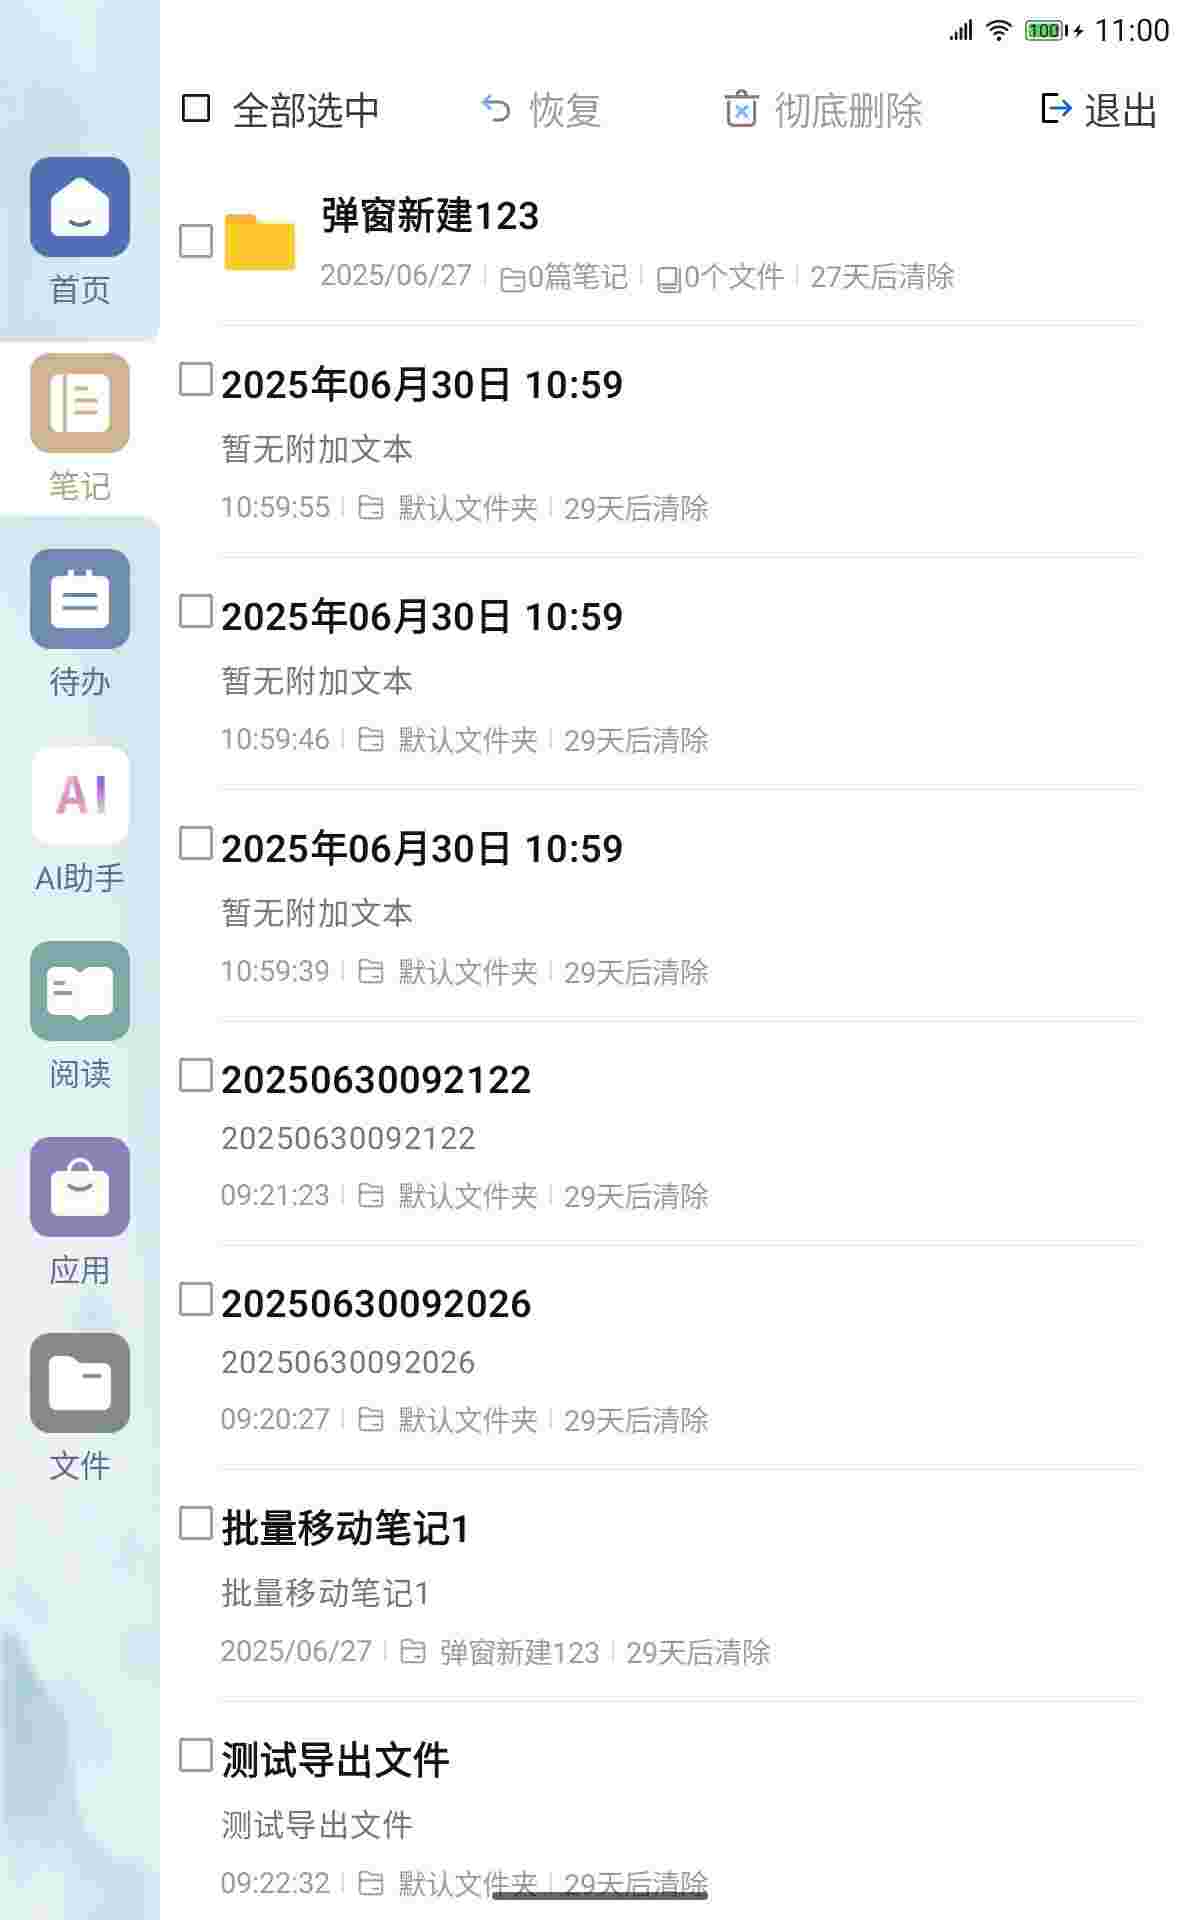 100 11:00
全部选中 恢复 彻底删除 退出
首页
笔记
待办
AI
AI助手
阅读
应用
文件
弹窗新建123
2025/06/27 0篇笔记 0个文件 27天后清除
2025年06月30日 10:59
暂无附加文本
10:59:55 默认文件夹 29天后清除
2025年06月30日 10:59
暂无附加文本
10:59:46 默认文件夹 29天后清除
2025年06月30日 10:59
暂无附加文本
10:59:39 默认文件夹 29天后清除
20250630092122
20250630092122
09:21:23 默认文件夹 29天后清除
20250630092026
20250630092026
09:20:27 默认文件夹 29天后清除
批量移动笔记1
批量移动笔记1
2025/06/27 弹窗新建123 29天后清除
测试导出文件
测试导出文件
09:22:32 默认文件夹 29天后清除